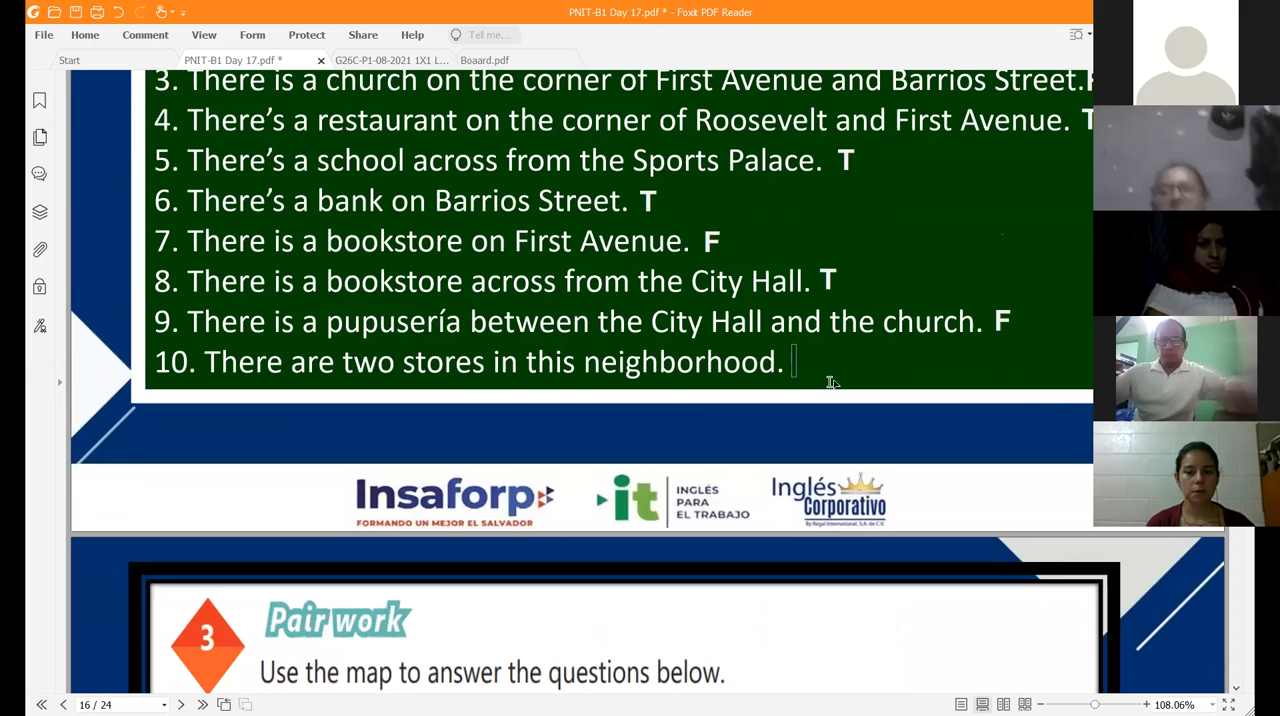 PNIT-B1 Day 17.pdf * - Foxit PDF Reader
File Home Comment View Form Protect Share Help Tell me...
Start PNIT-B1 Day 17.pdf * G26C-P1-08-2021 1X1 L... Boaard.pdf
3. There is a church on the corner of First Avenue and Barrios Street.
4. There's a restaurant on the corner of Roosevelt and First Avenue. T
5. There's a school across from the Sports Palace. T
6. There's a bank on Barrios Street. T
7. There is a bookstore on First Avenue. F
8. There is a bookstore across from the City Hall. T
9. There is a pupusería between the City Hall and the church. F
10. There are two stores in this neighborhood.
Insaforp
FORMANDO UN MEJOR EL SALVADOR
it
INGLÉS
PARA
EL TRABAJO
Inglés
Corporativo
By Regal International, S.A. de C.V.
3
Pair work
Use the map to answer the questions below.
16 / 24
108.06%